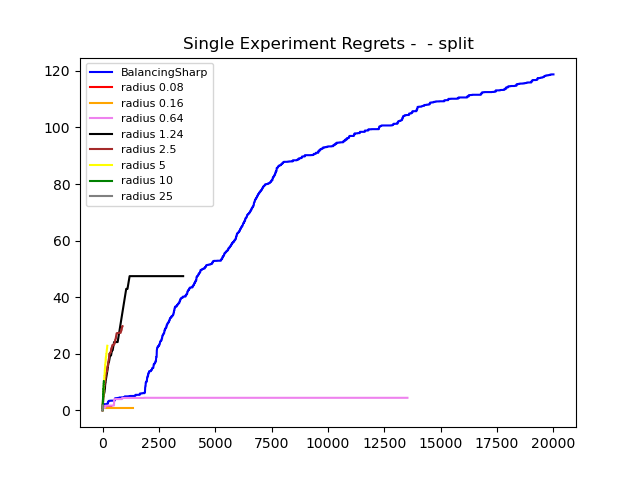 Single Experiment Regrets -  - split
120
100
80
60
40
20
0
BalancingSharp
radius 0.08
radius 0.16
radius 0.64
radius 1.24
radius 2.5
radius 5
radius 10
radius 25
0 2500 5000 7500 10000 12500 15000 17500 20000